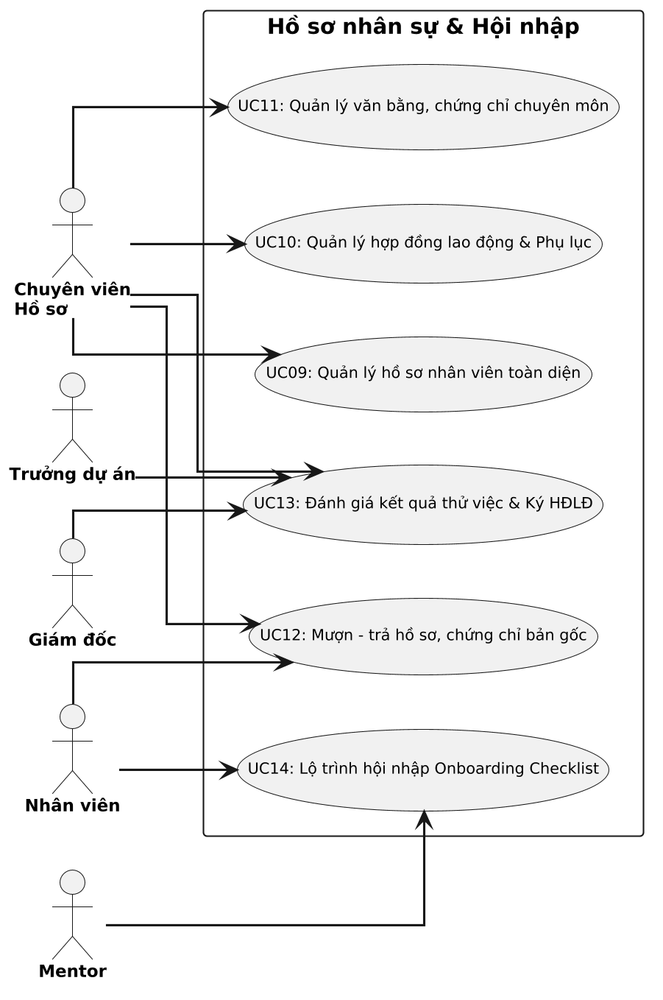 Hồ sơ nhân sự & Hội nhập
UC11: Quản lý văn bằng, chứng chỉ chuyên môn
UC10: Quản lý hợp đồng lao động & Phụ lục
Chuyên viên
Hồ sơ
UC09: Quản lý hồ sơ nhân viên toàn diện
Trưởng dự án
UC13: Đánh giá kết quả thử việc & Ký HĐLĐ
Giám đốc
UC12: Mượn - trả hồ sơ, chứng chỉ bản gốc
UC14: Lộ trình hội nhập Onboarding Checklist
Nhân viên
Mentor